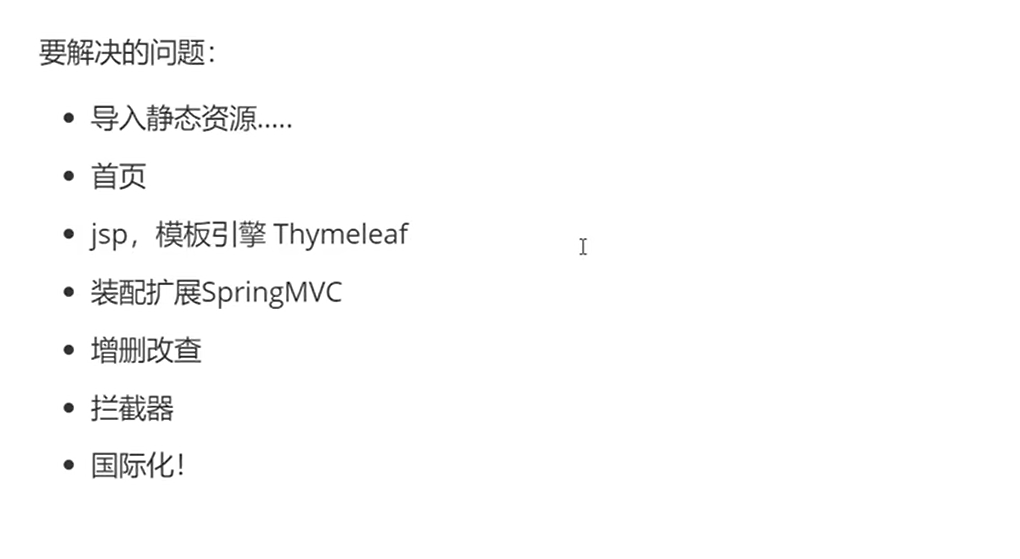 要解决的问题：
导入静态资源.....
首页
jsp，模板引擎 Thymeleaf
装配扩展SpringMVC
增删改查
拦截器
国际化！